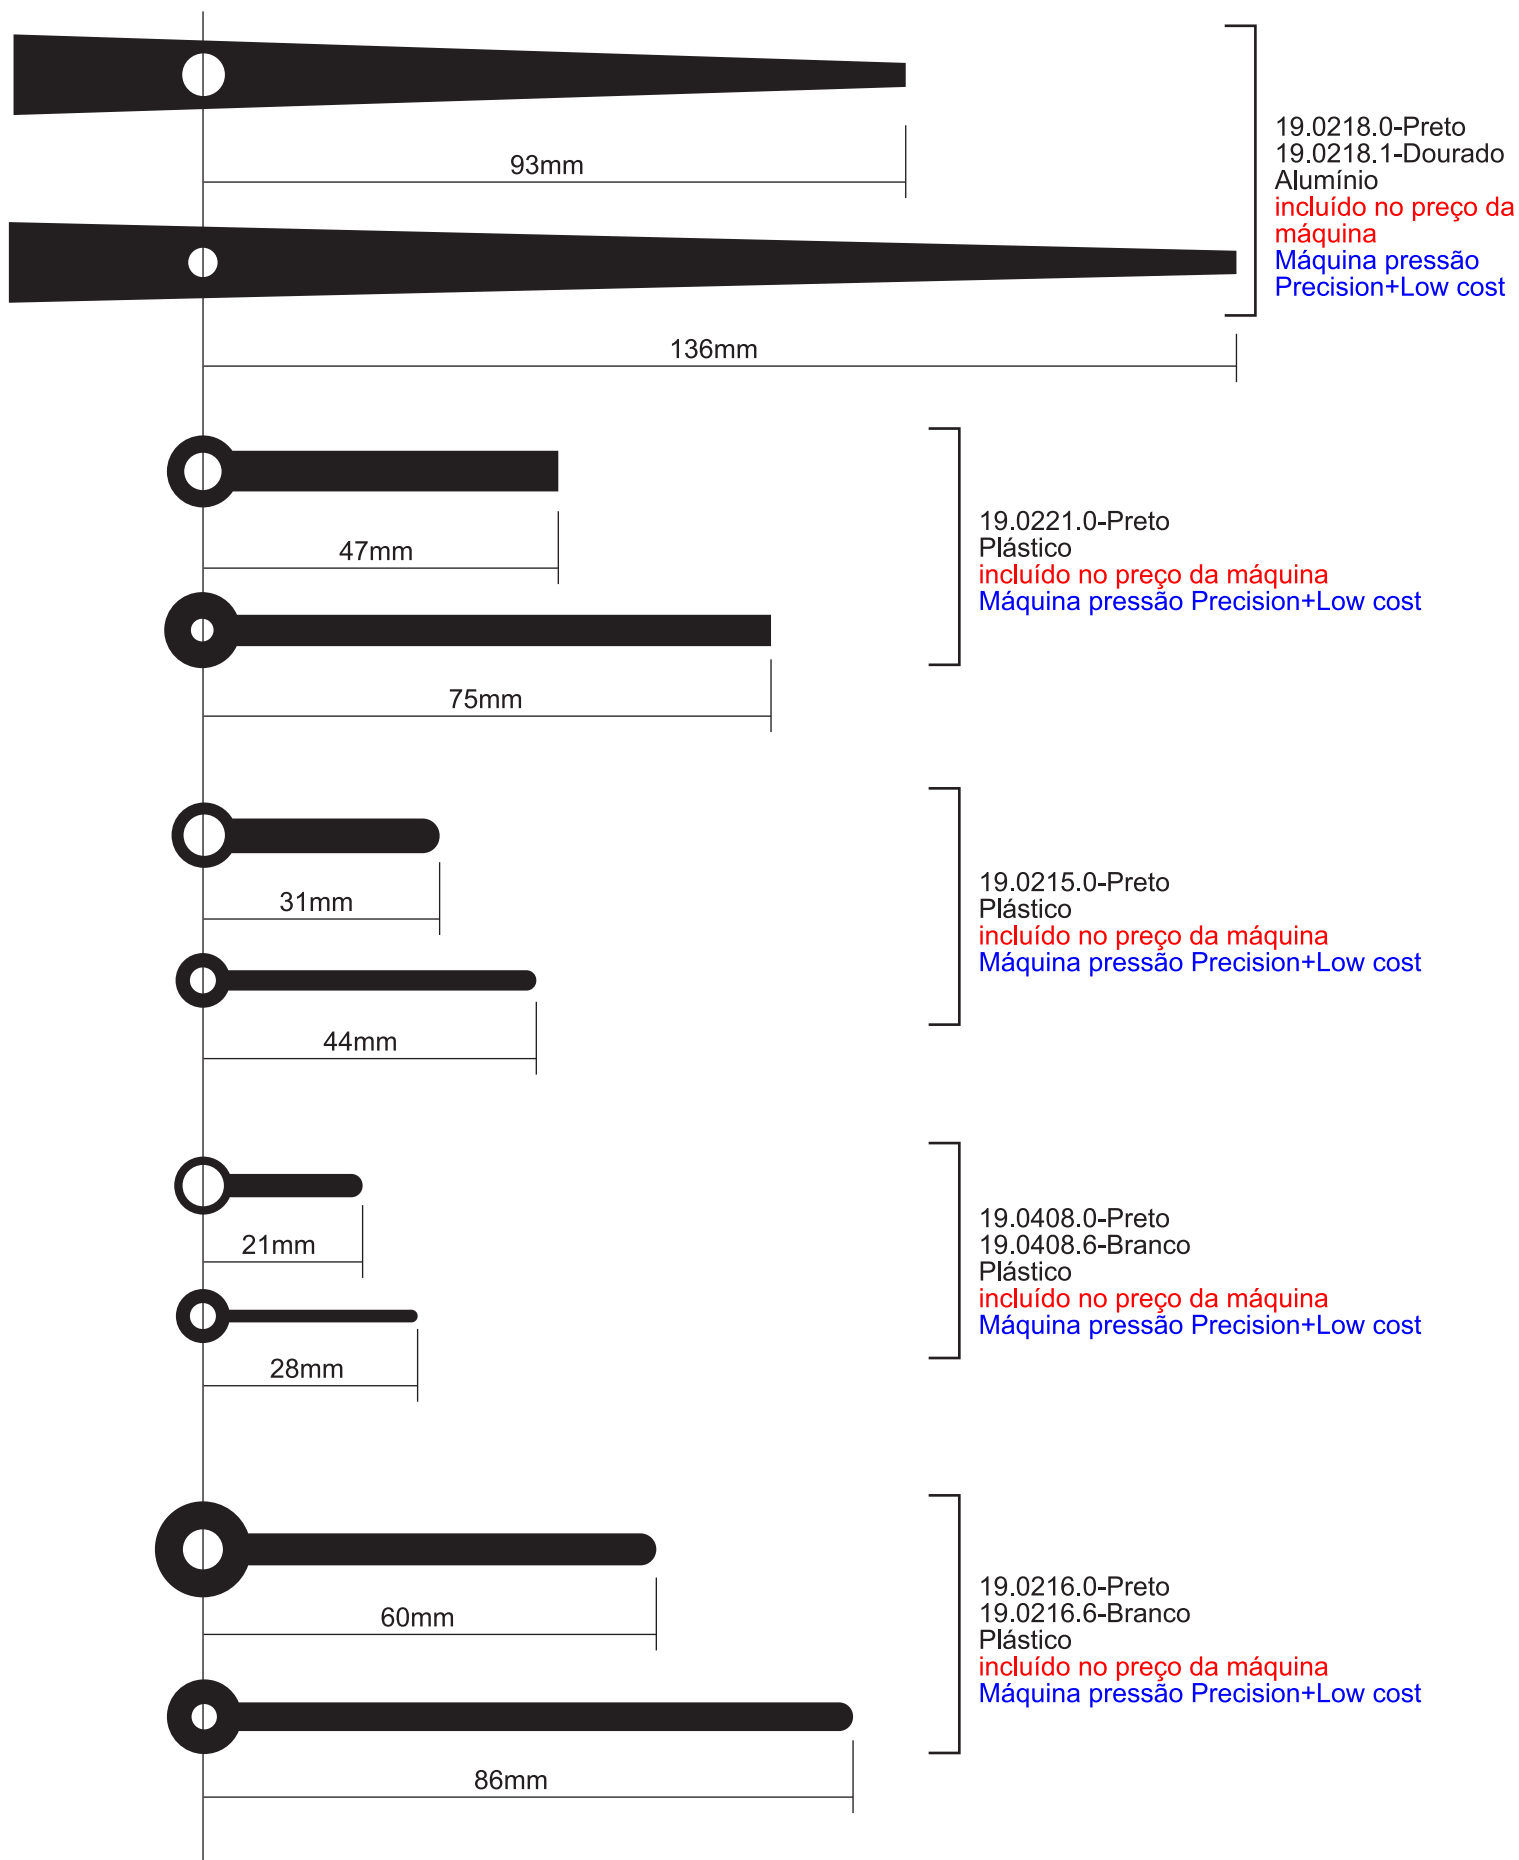 93mm
19.0218.0-Preto
19.0218.1-Dourado
Alumínio
incluído no preço da
máquina
Máquina pressão
Precision+Low cost
136mm
47mm
19.0221.0-Preto
Plástico
incluído no preço da máquina
Máquina pressão Precision+Low cost
75mm
31mm
19.0215.0-Preto
Plástico
incluído no preço da máquina
Máquina pressão Precision+Low cost
44mm
21mm
19.0408.0-Preto
19.0408.6-Branco
Plástico
incluído no preço da máquina
Máquina pressão Precision+Low cost
28mm
60mm
19.0216.0-Preto
19.0216.6-Branco
Plástico
incluído no preço da máquina
Máquina pressão Precision+Low cost
86mm